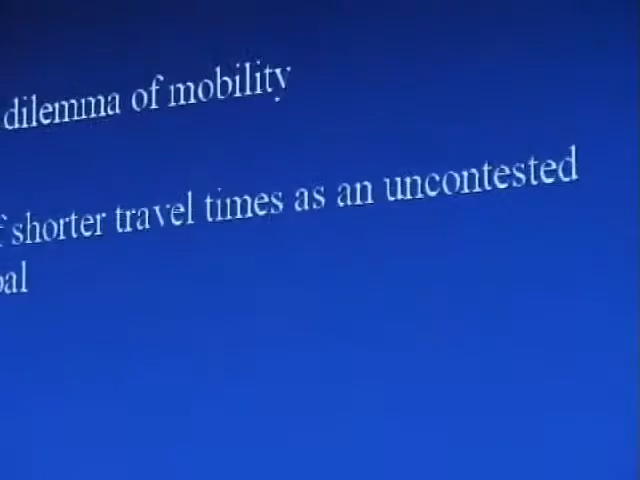 dilemma of mobility
shorter travel times as an uncontested